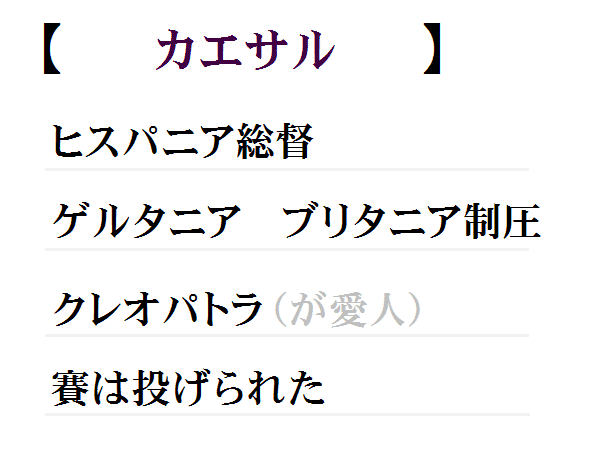 【　カエサル　】
ヒスパニア総督
ゲルタニア　ブリタニア制圧
クレオパトラ（が愛人）
賽は投げられた